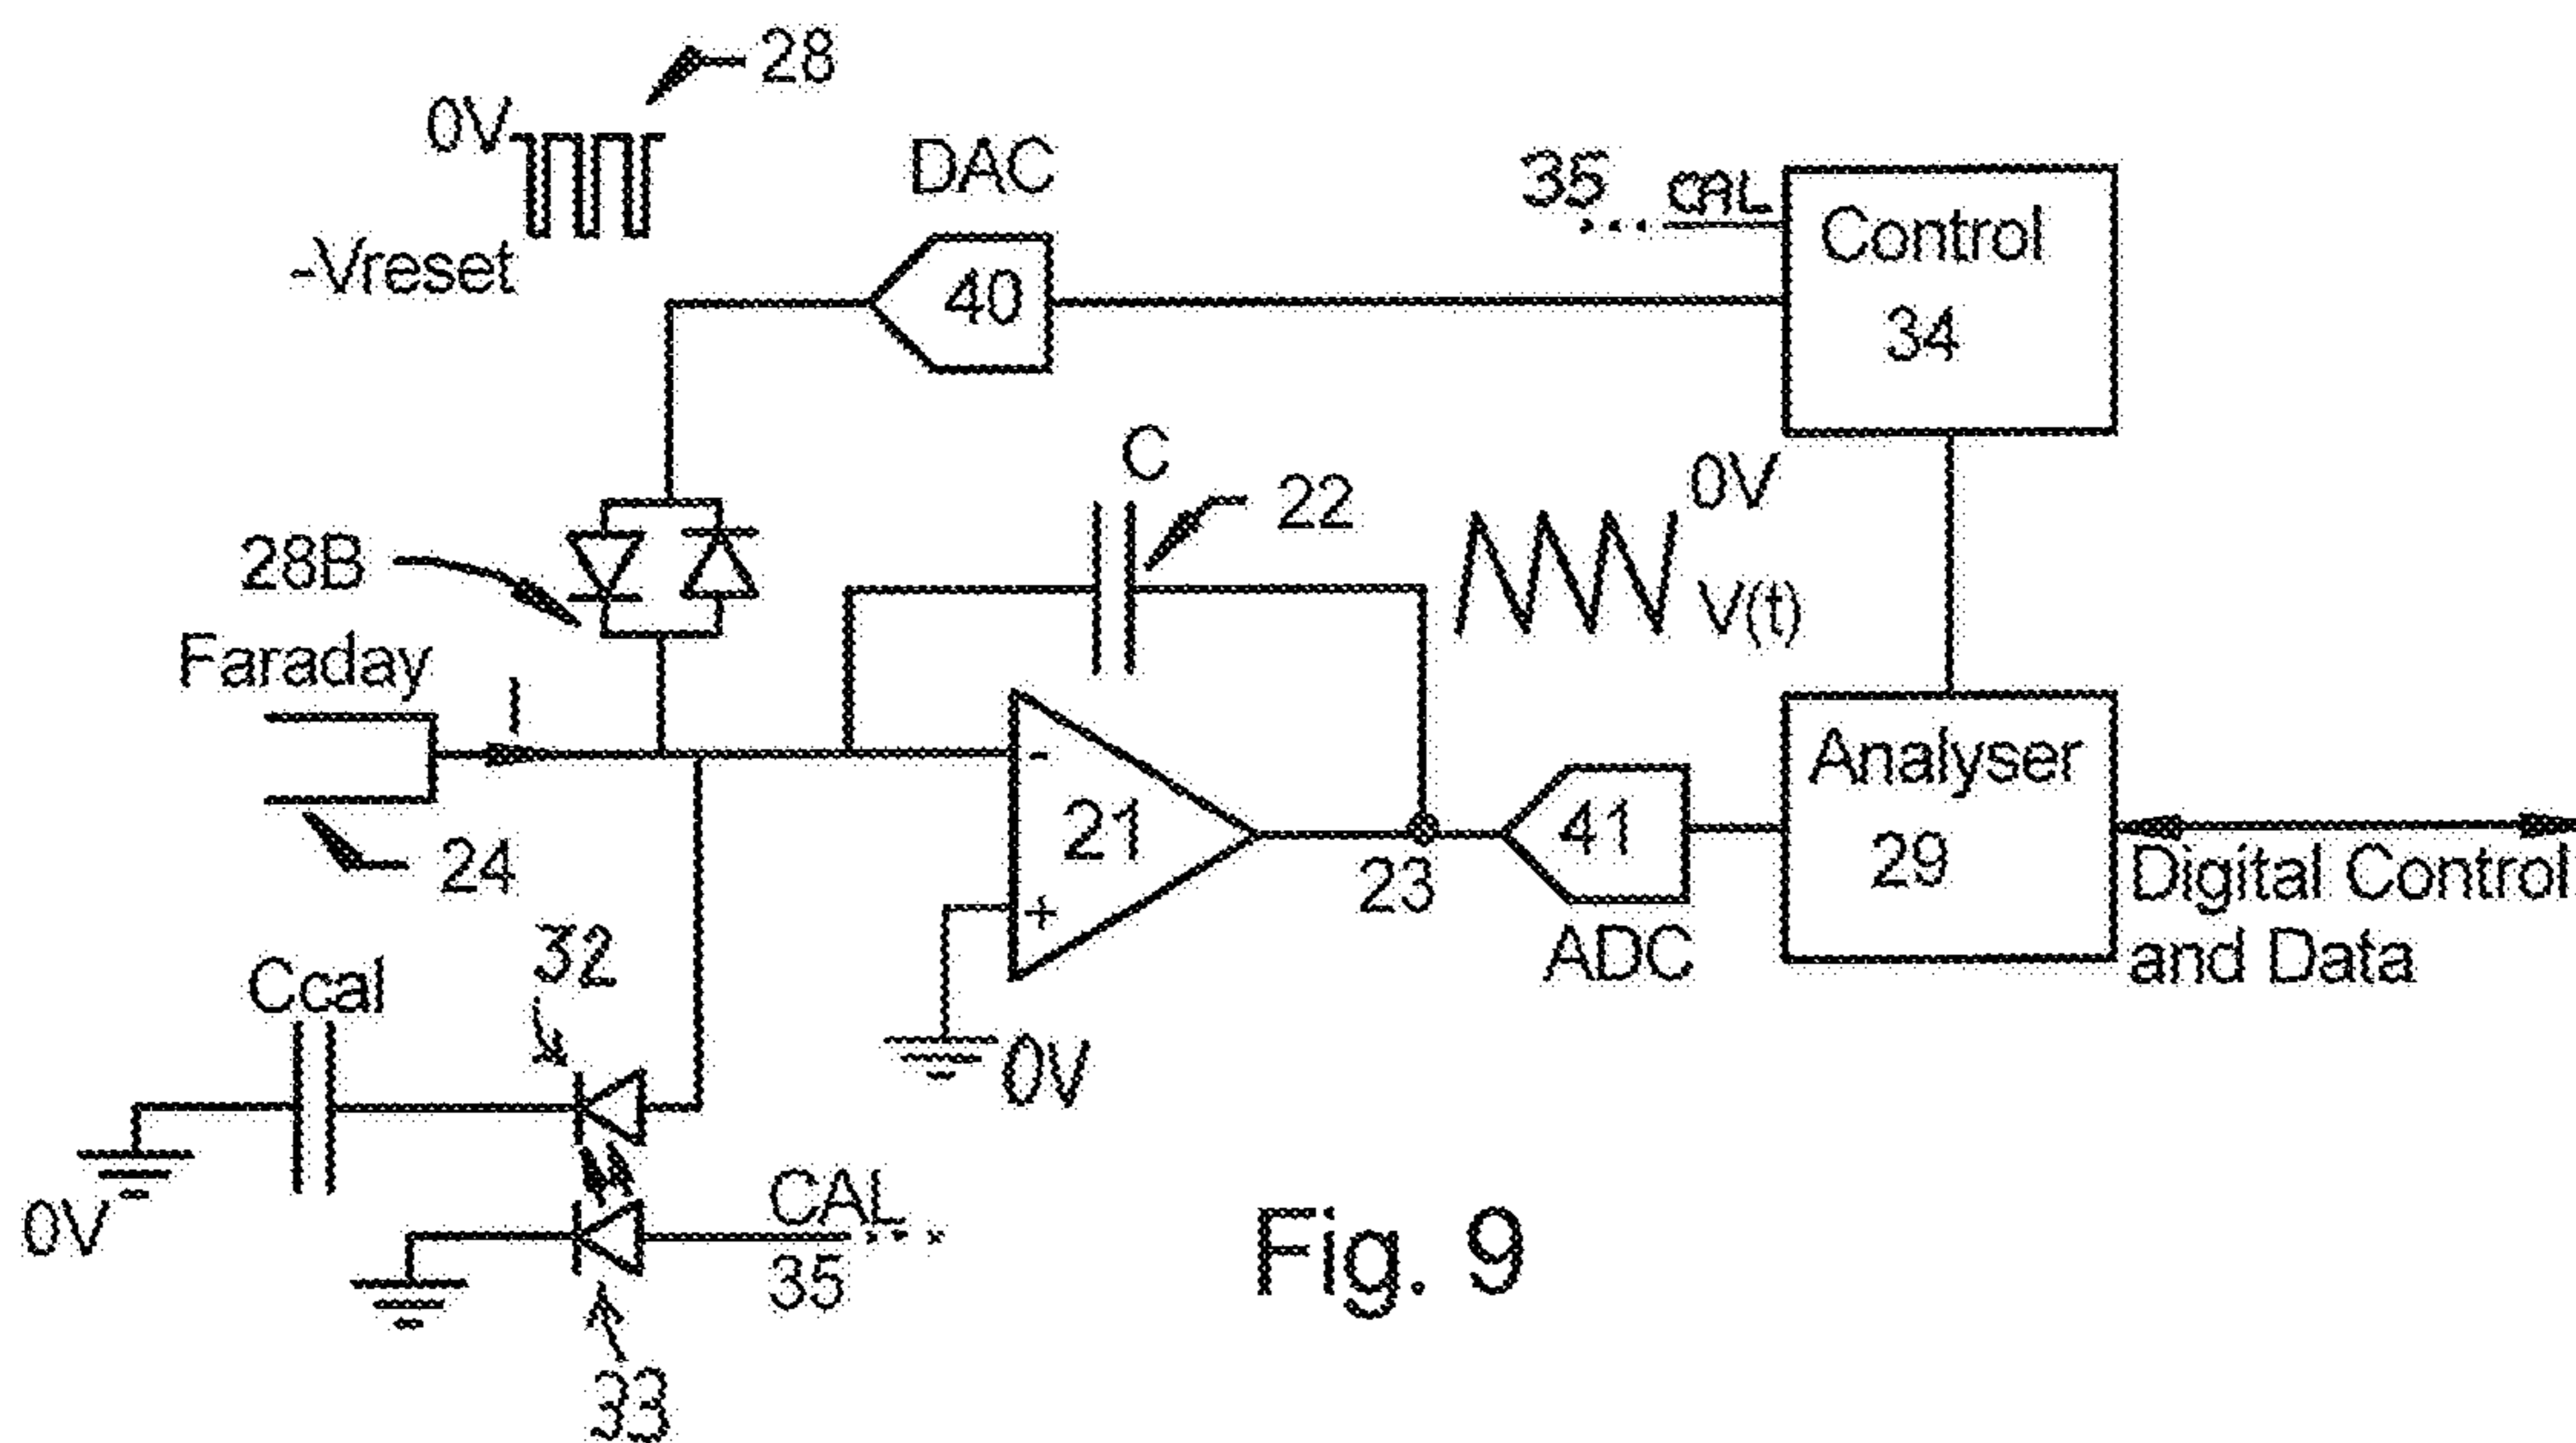 28
0V
-Vreset
DAC
40
35 CAL
Control
34
C
22
0V
V(t)
28B
Faraday
I
24
-
21
+
0V
23
41
ADC
Analyser
29
Digital Control
and Data
Ccal
32
0V
CAL
35
33
Fig. 9